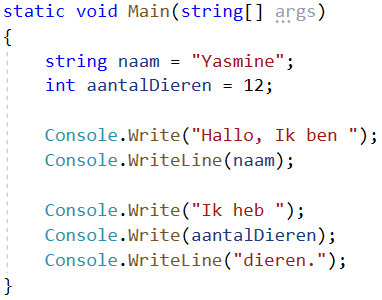 static void Main(string[] args)
{
    string naam = "Yasmine";
    int aantalDieren = 12;

    Console.Write("Hallo, Ik ben ");
    Console.WriteLine(naam);

    Console.Write("Ik heb ");
    Console.Write(aantalDieren);
    Console.WriteLine("dieren.");
}